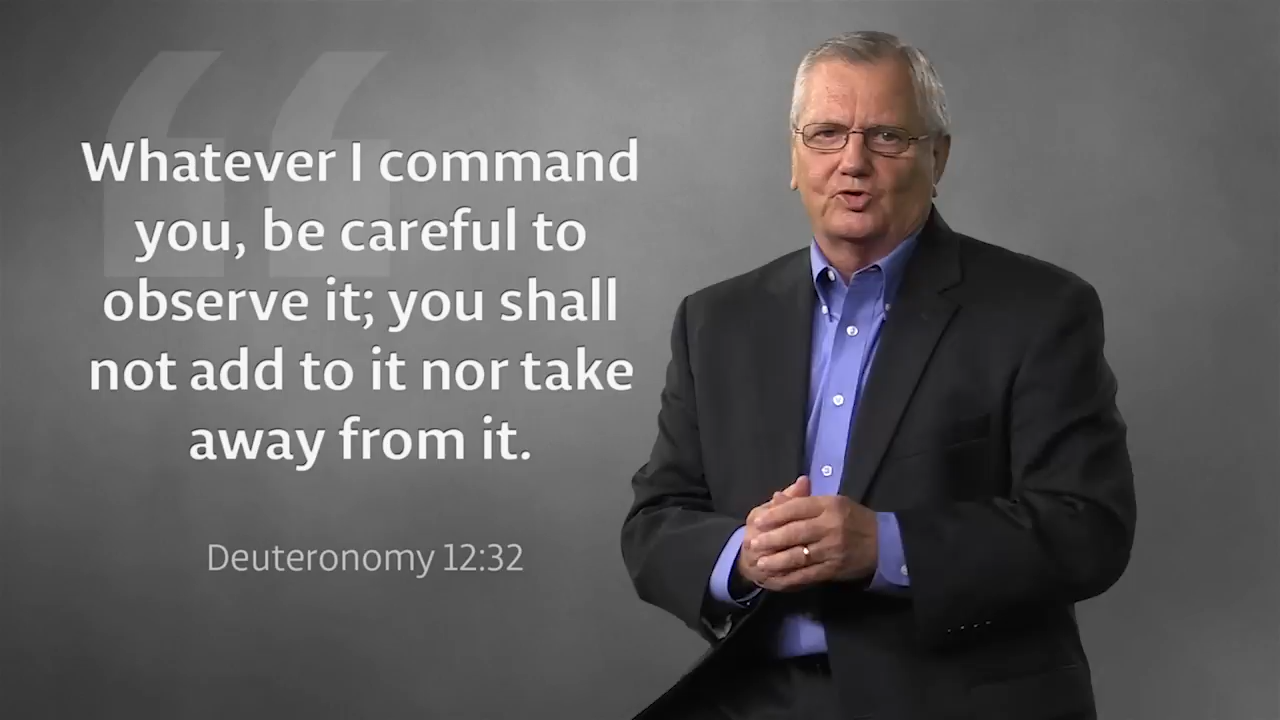 Whatever I command
you, be careful to
observe it; you shall
not add to it nor take
away from it.
Deuteronomy 12:32